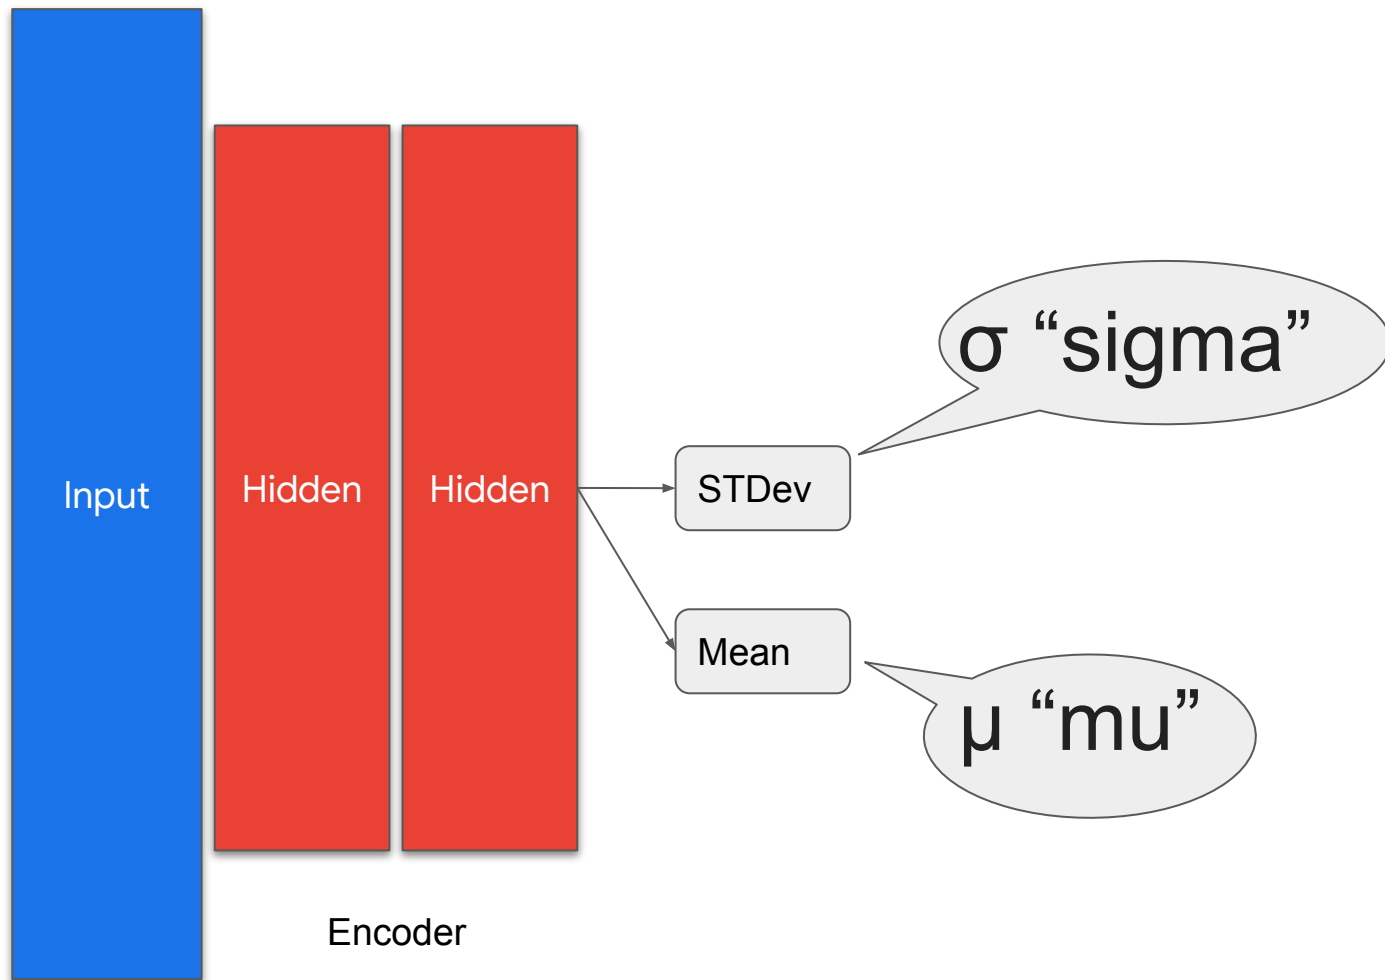 Input
Hidden
Hidden
STDev
σ “sigma”
Mean
μ “mu”
Encoder